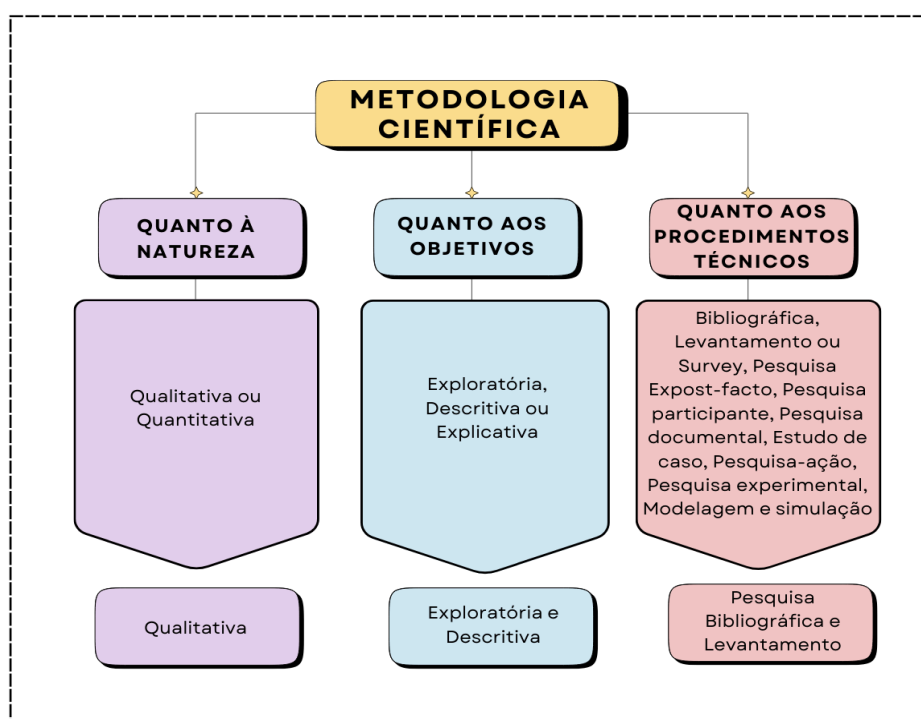 METODOLOGIA
CIENTÍFICA
QUANTO À
NATUREZA
QUANTO AOS
OBJETIVOS
QUANTO AOS
PROCEDIMENTOS
TÉCNICOS
Qualitativa ou
Quantitativa
Exploratória,
Descritiva ou
Explicativa
Bibliográfica,
Levantamento ou
Survey, Pesquisa
Expost-facto, Pesquisa
participante, Pesquisa
documental, Estudo de
caso, Pesquisa-ação,
Pesquisa experimental,
Modelagem e simulação
Qualitativa
Exploratória e
Descritiva
Pesquisa
Bibliográfica e
Levantamento